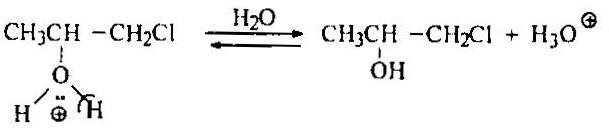 H₂O
CH₃CH – CH₂Cl ⇌ CH₃CH – CH₂Cl + H₃O⊕
O OH
H ⊕ H